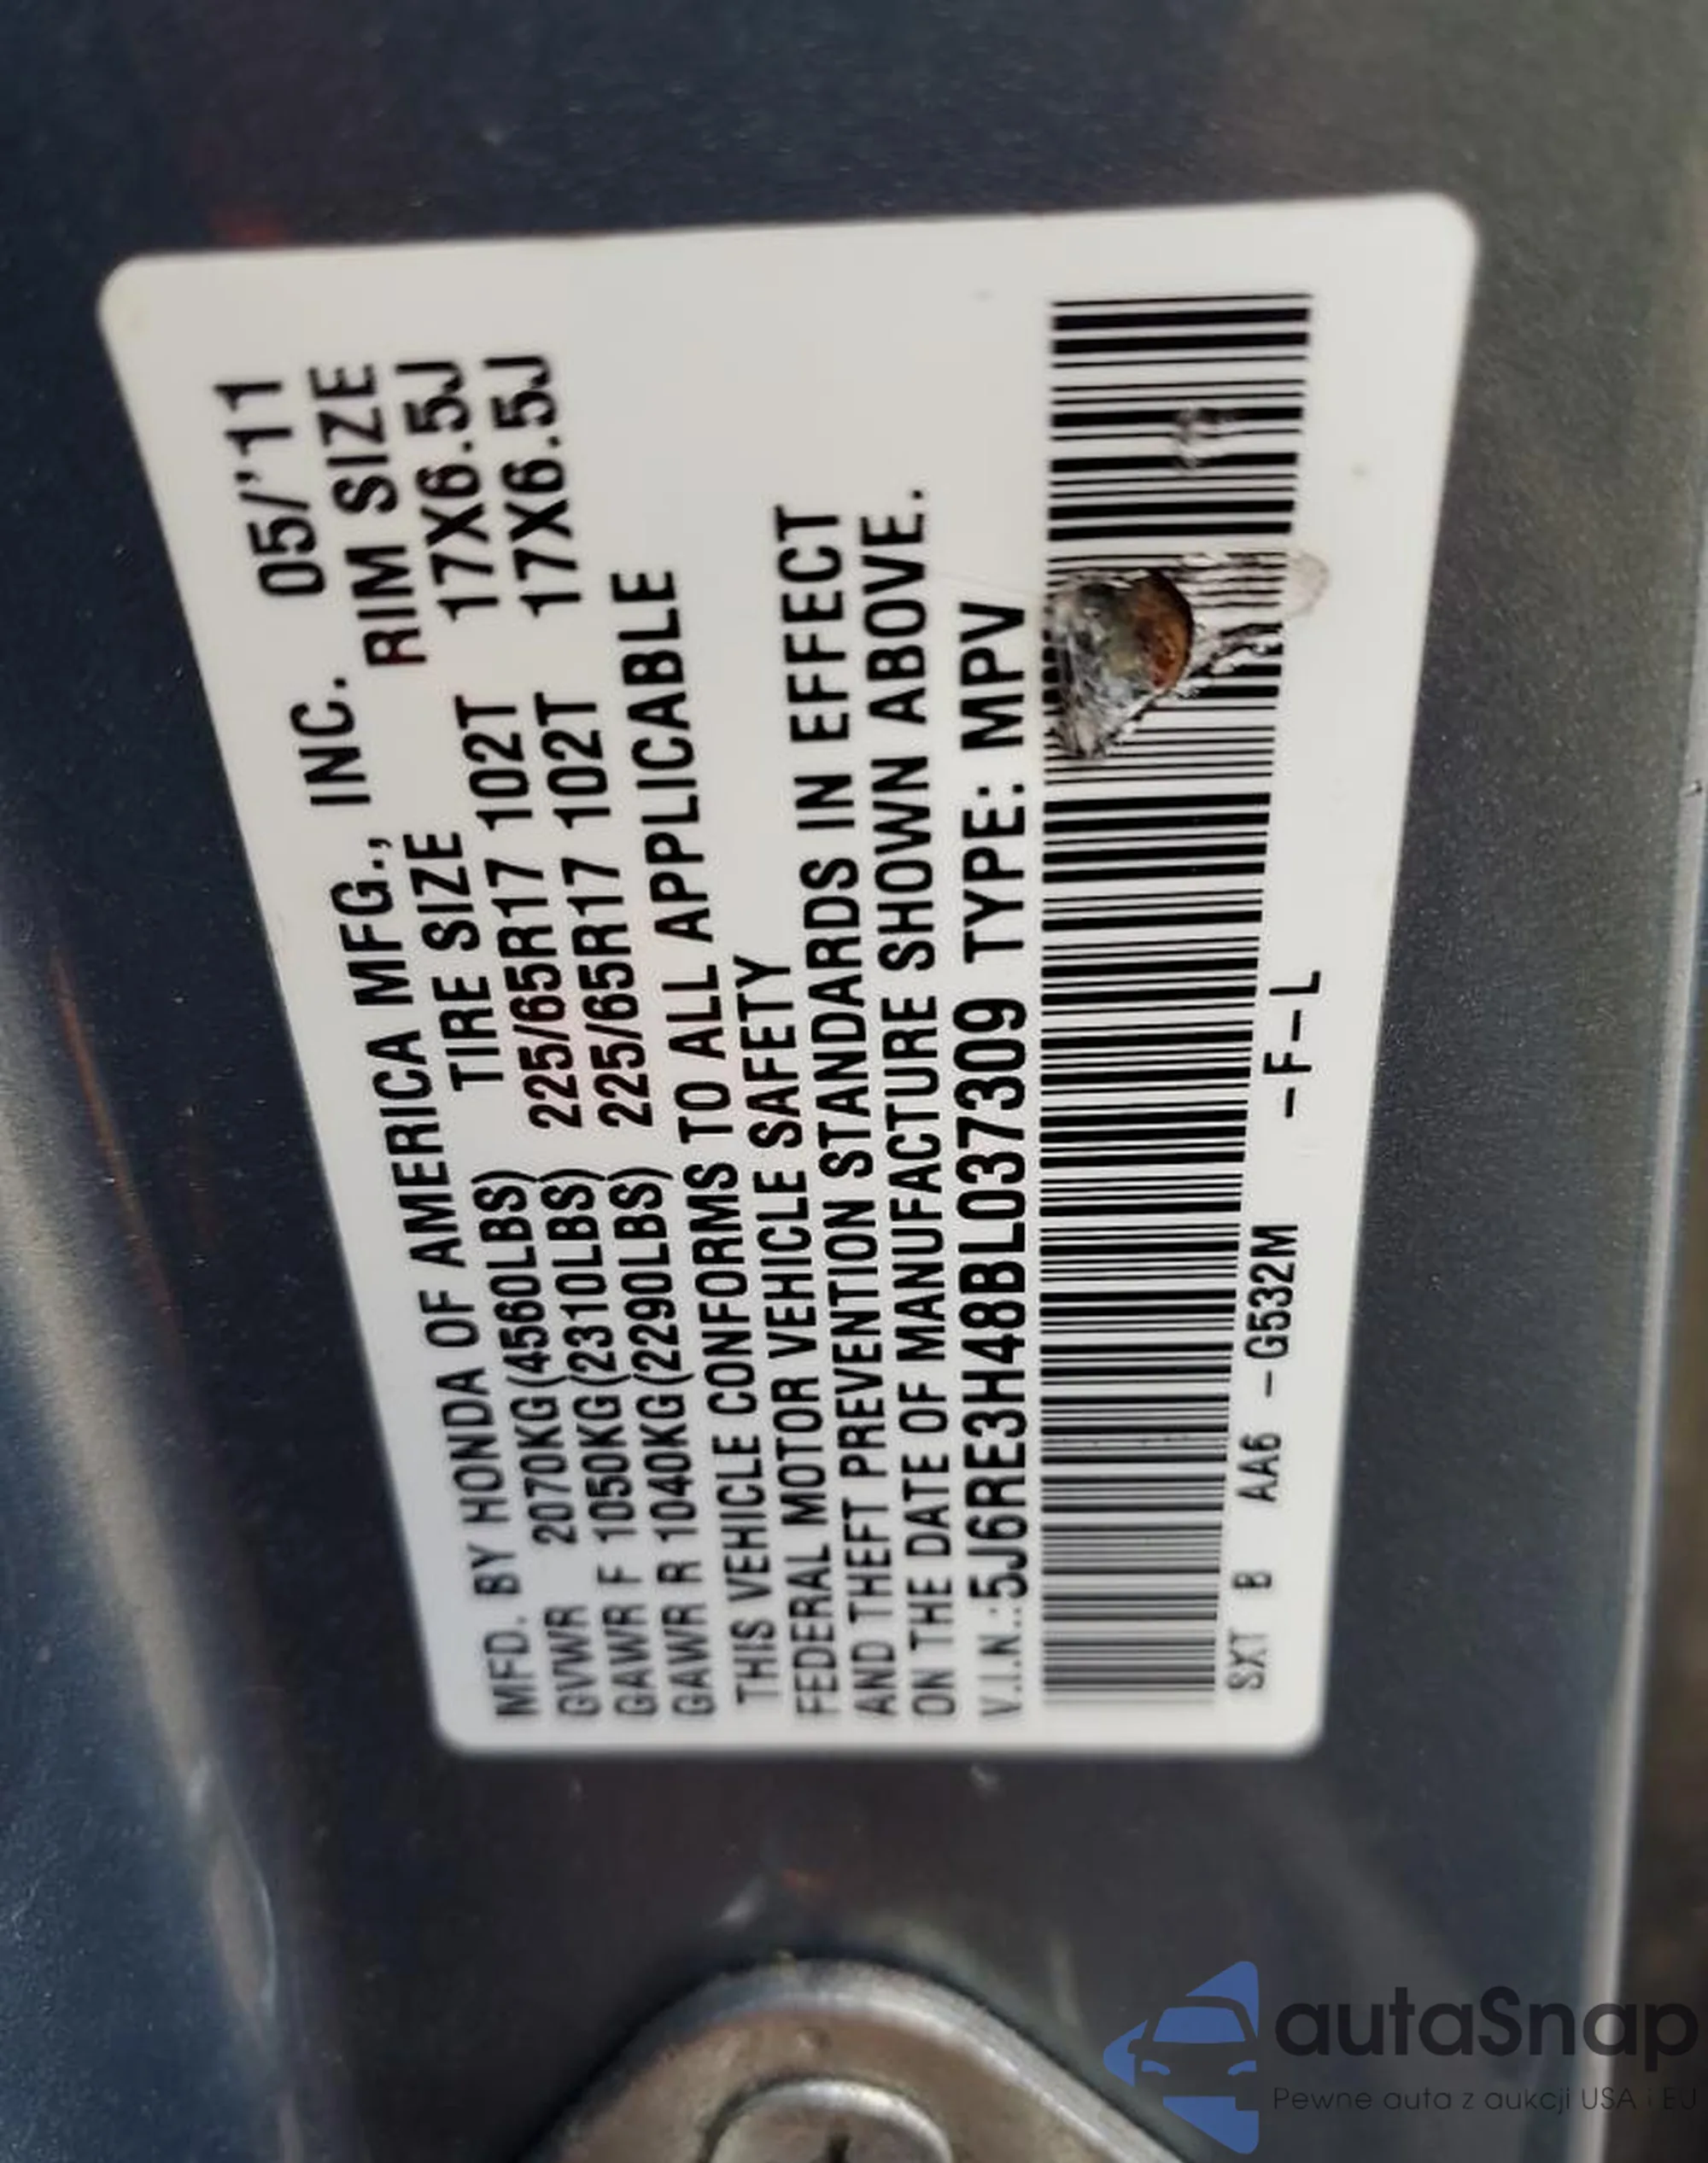 MFD. BY HONDA OF AMERICA MFG., INC. 05/'11
GVWR 2070KG(4560LBS) TIRE SIZE RIM SIZE
GAWR F 1050KG(2310LBS) 225/65R17 102T 17X6.5J
GAWR R 1040KG(2290LBS) 225/65R17 102T 17X6.5J
THIS VEHICLE CONFORMS TO ALL APPLICABLE
FEDERAL MOTOR VEHICLE SAFETY
AND THEFT PREVENTION STANDARDS IN EFFECT
ON THE DATE OF MANUFACTURE SHOWN ABOVE.
V.I.N.:5J6RE3H48BL037309 TYPE: MPV
SXT B AA6 -G532M -F-L
autaSnap
Pewne auta z aukcji USA i EU